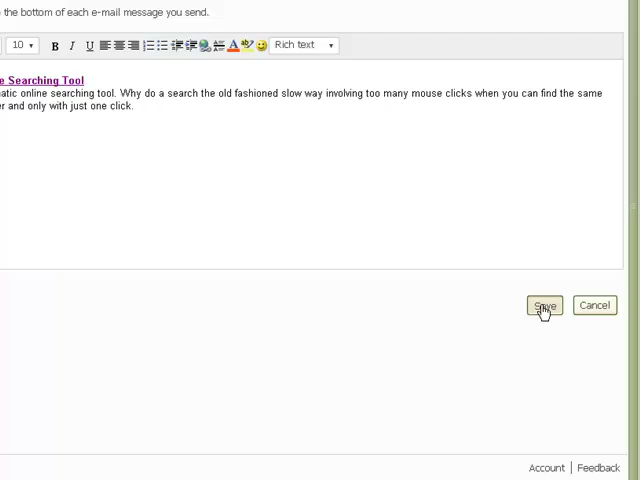 the bottom of each e-mail message you send.
10 B I U A Rich text
Searching Tool
online searching tool. Why do a search the old fashioned slow way involving too many mouse clicks when you can find the same
and only with just one click.
Save Cancel
Account | Feedback